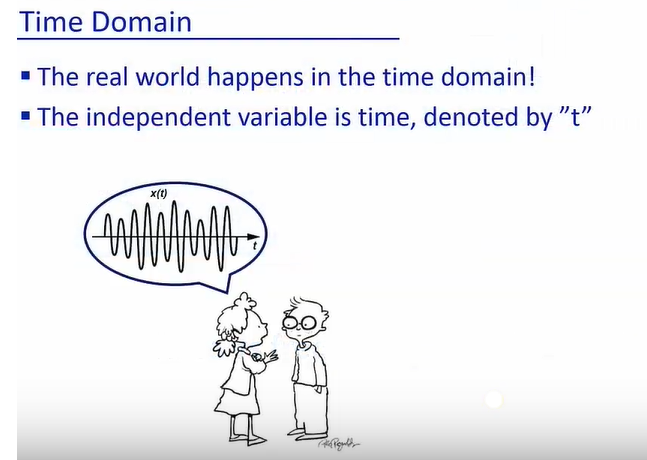 Time Domain
▪ The real world happens in the time domain!
▪ The independent variable is time, denoted by ”t”
x(t)
t